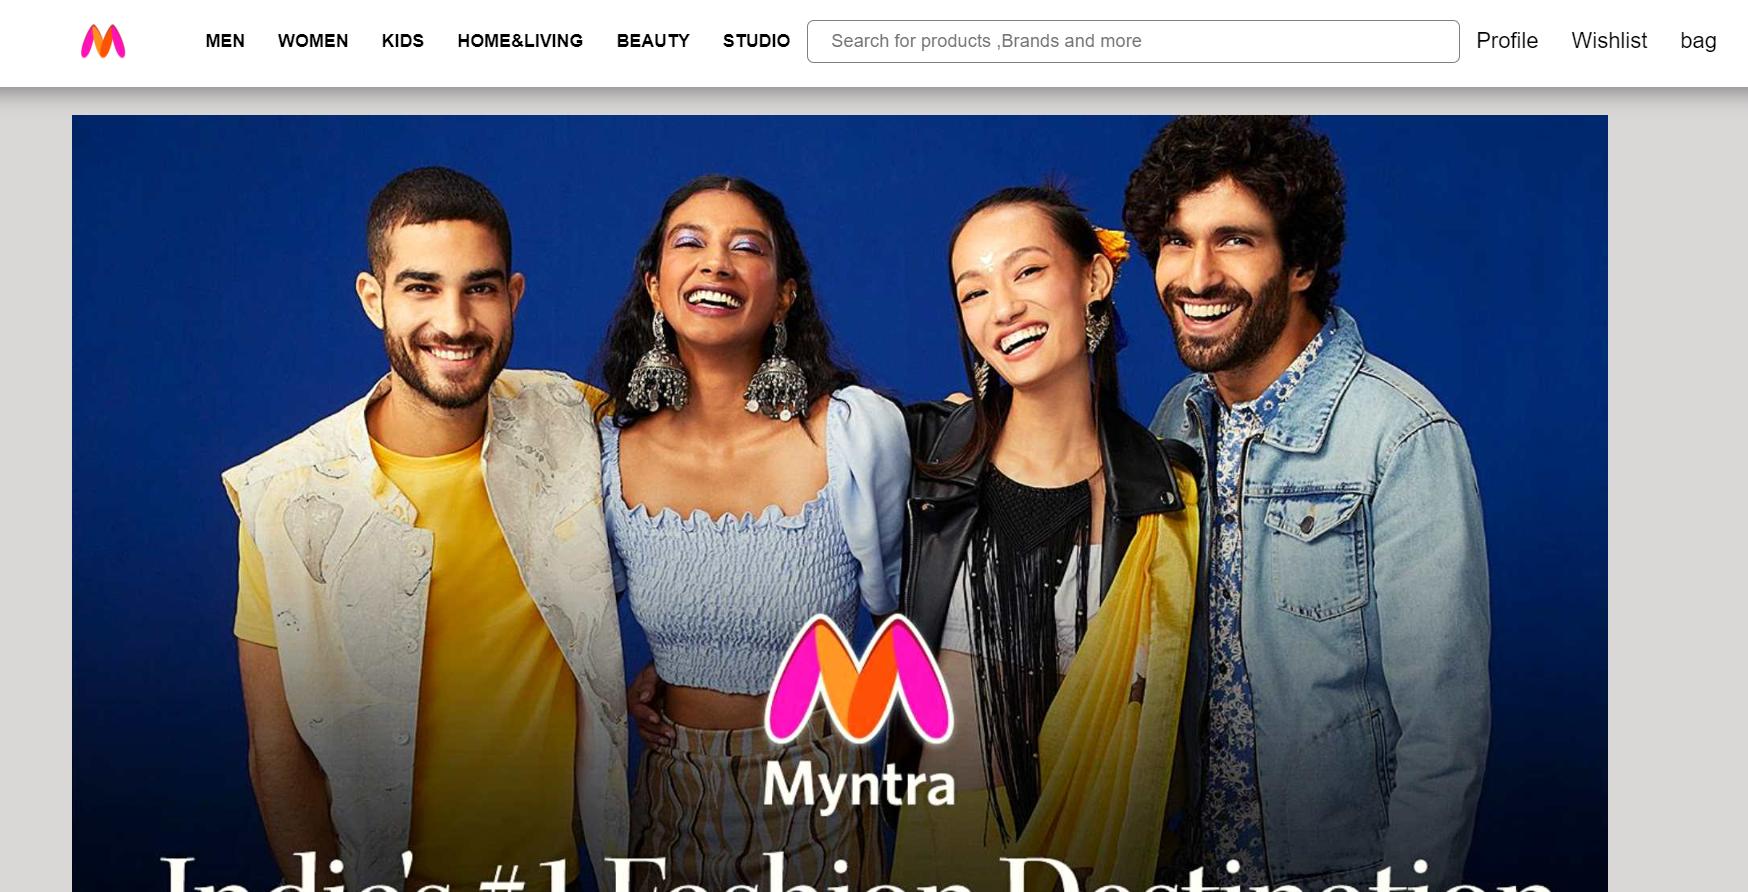 MEN WOMEN KIDS HOME&LIVING BEAUTY STUDIO Search for products ,Brands and more Profile Wishlist bag
Myntra
India's #1 Fashion Destination